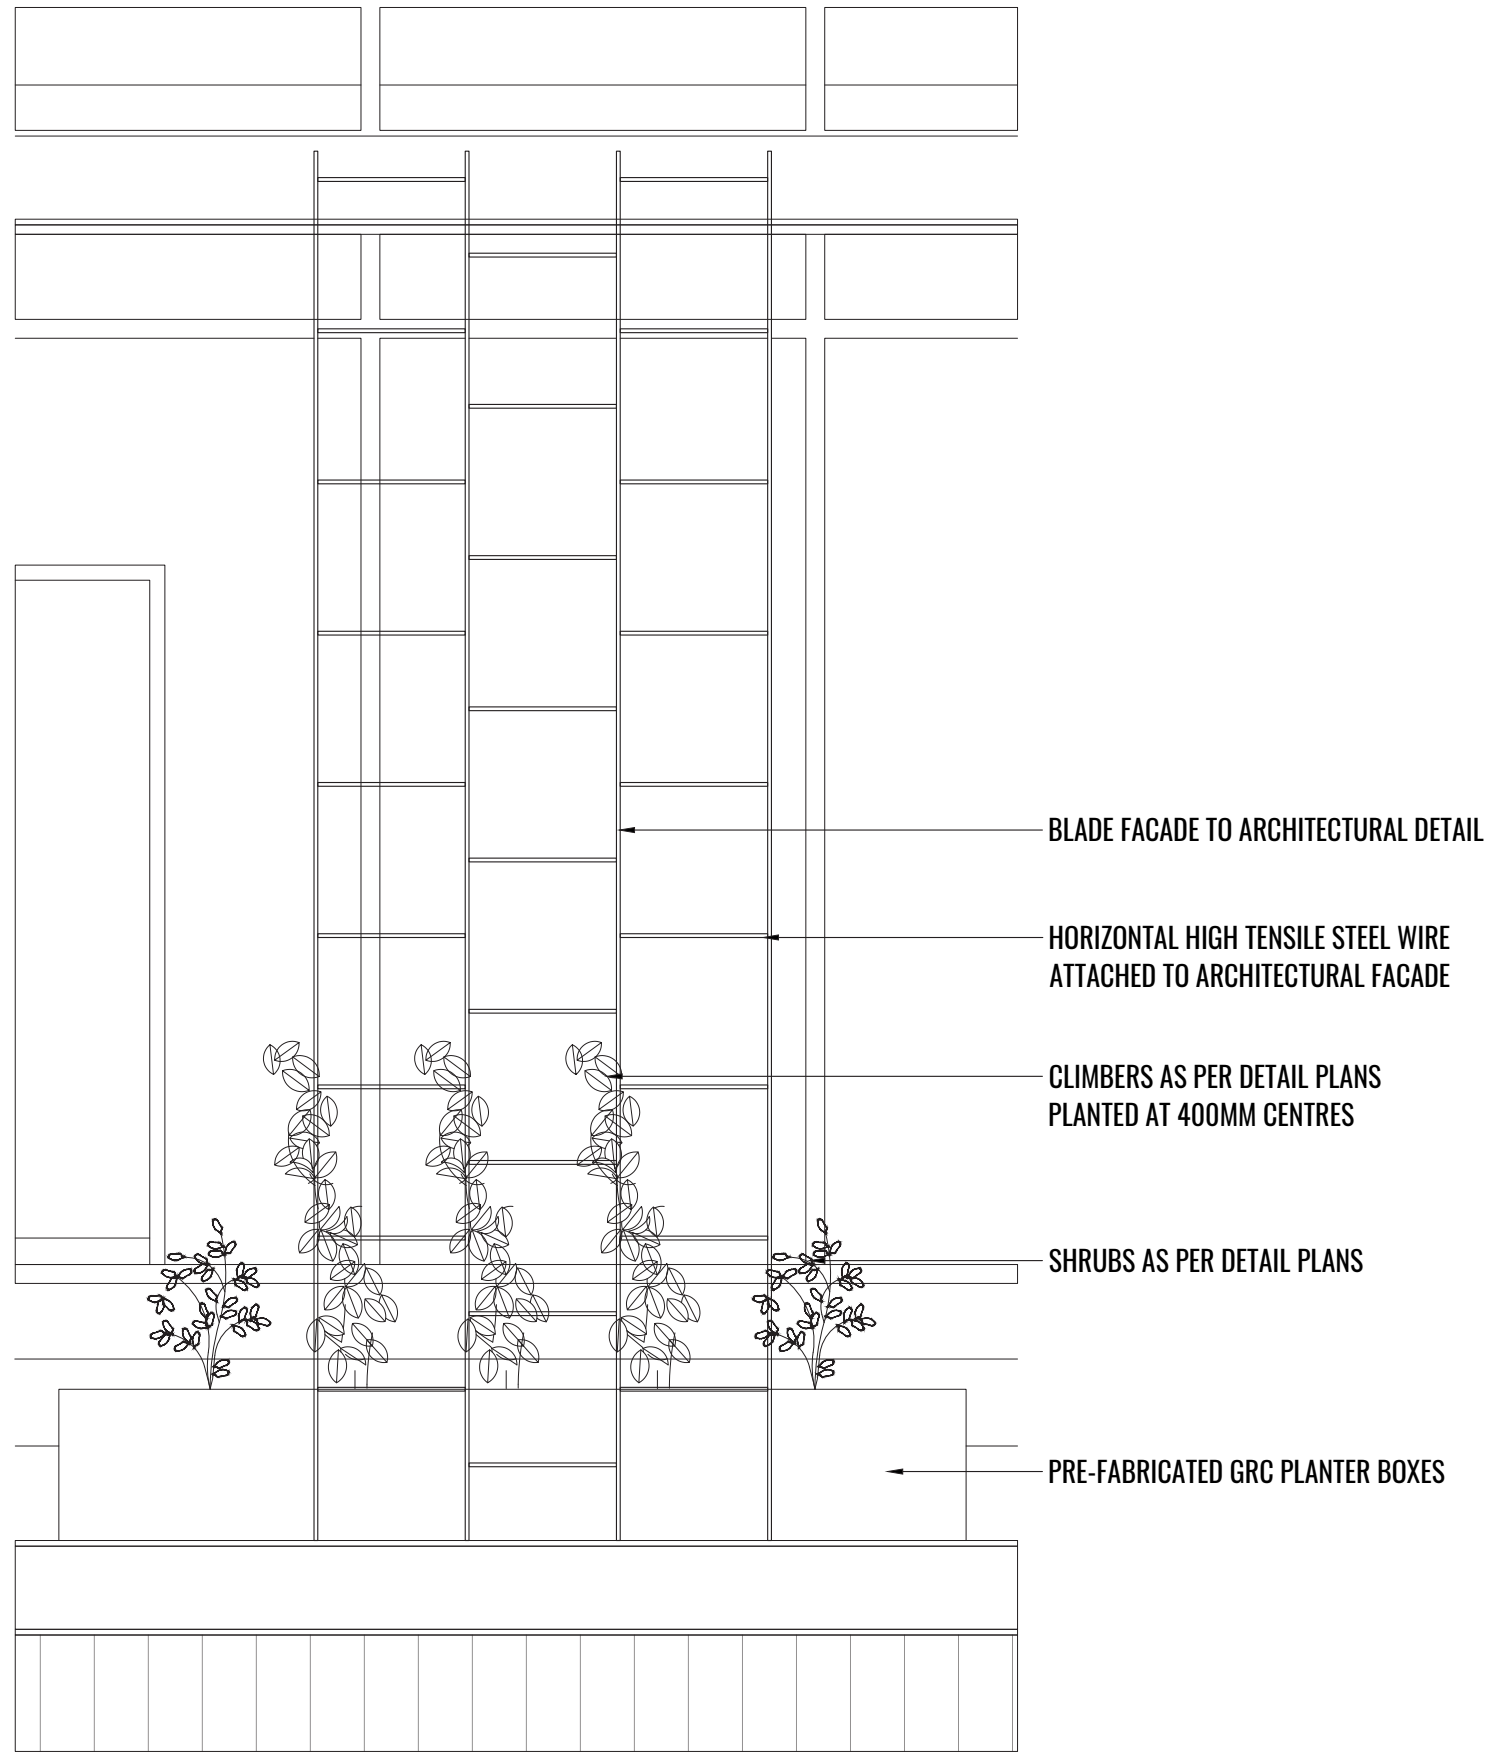 BLADE FACADE TO ARCHITECTURAL DETAIL
HORIZONTAL HIGH TENSILE STEEL WIRE
ATTACHED TO ARCHITECTURAL FACADE
CLIMBERS AS PER DETAIL PLANS
PLANTED AT 400MM CENTRES
SHRUBS AS PER DETAIL PLANS
PRE-FABRICATED GRC PLANTER BOXES